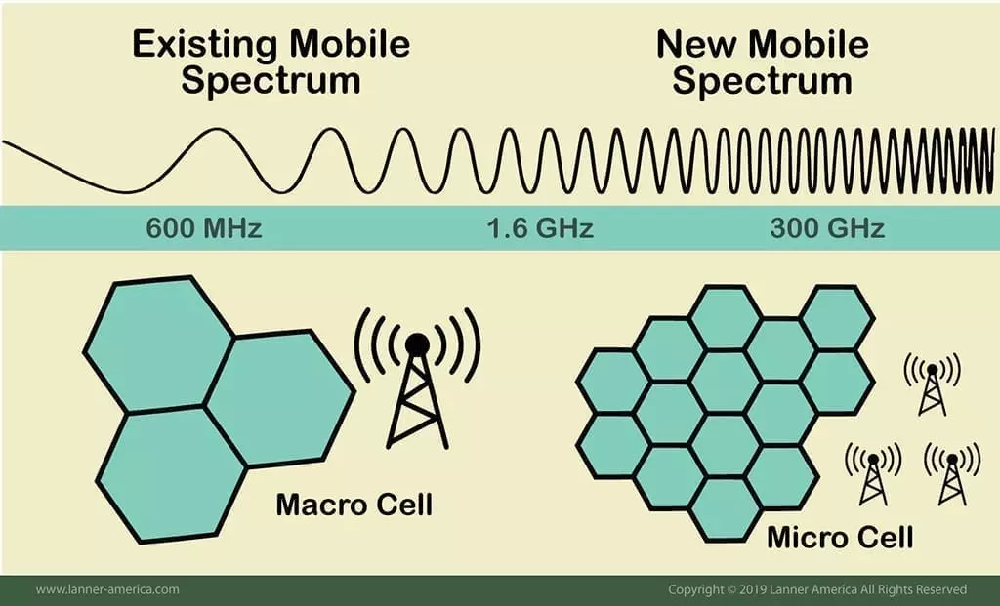 Existing Mobile
Spectrum
New Mobile
Spectrum
600 MHz
1.6 GHz
300 GHz
Macro Cell
Micro Cell
www.lanner-america.com
Copyright © 2019 Lanner America All Rights Reserved